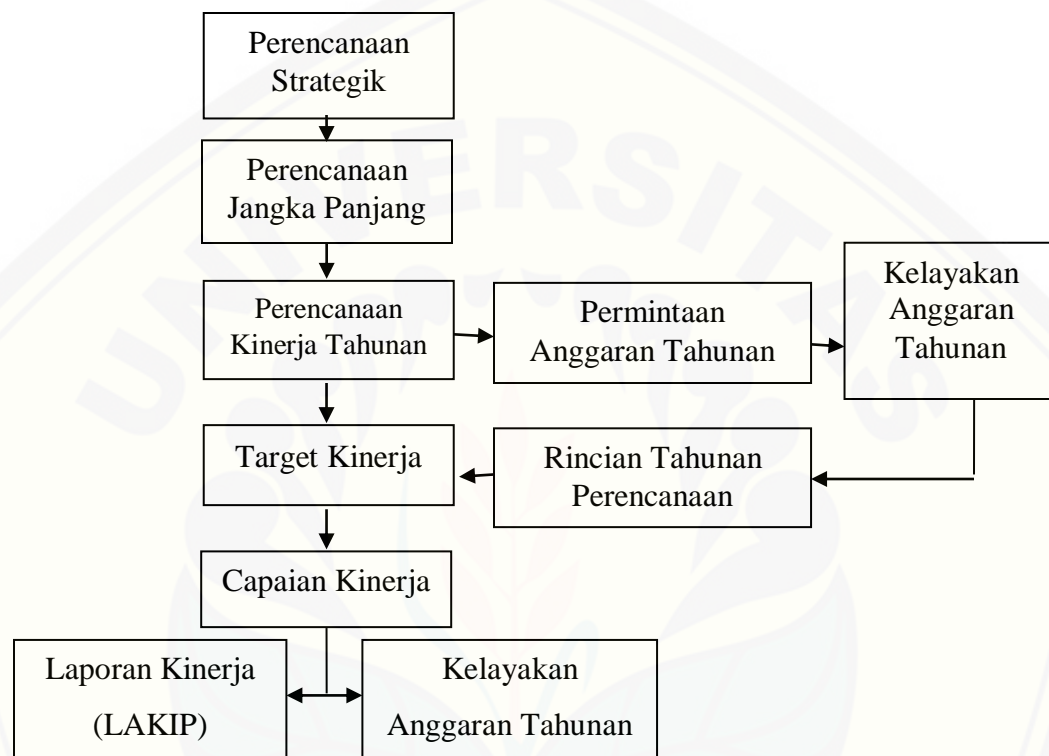 Perencanaan
Strategik
Perencanaan
Jangka Panjang
Perencanaan
Kinerja Tahunan
Permintaan
Anggaran Tahunan
Kelayakan
Anggaran
Tahunan
Target Kinerja
Rincian Tahunan
Perencanaan
Capaian Kinerja
Laporan Kinerja
(LAKIP)
Kelayakan
Anggaran Tahunan
UNIVERSITAS